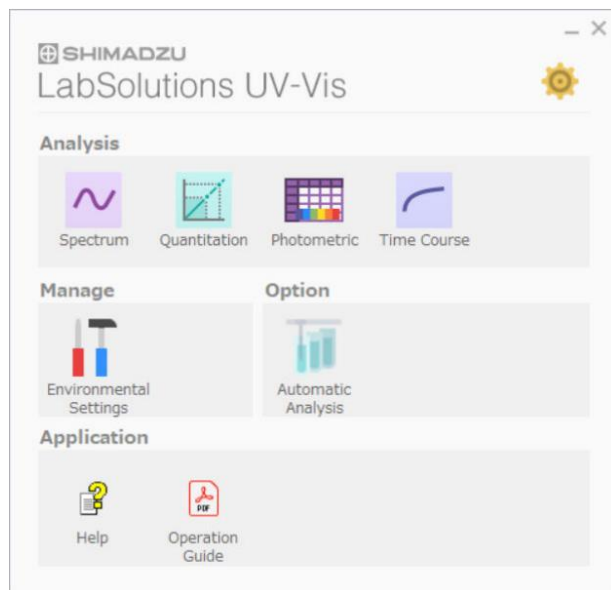 SHIMADZU
LabSolutions UV-Vis
Analysis
Spectrum
Quantitation
Photometric
Time Course
Manage
Option
Environmental
Settings
Automatic
Analysis
Application
PDF
Help
Operation
Guide